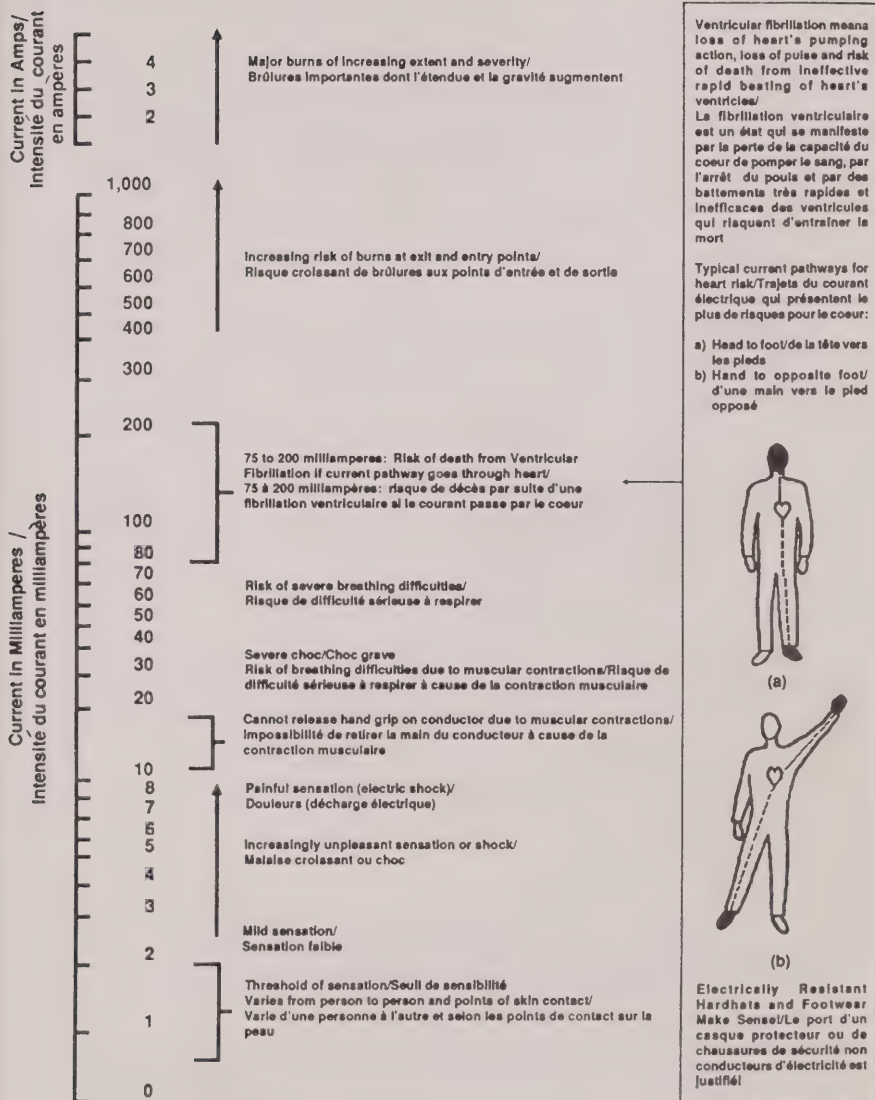 Current in Amps/
Intensité du courant
en ampères
4
3
2
Major burns of increasing extent and severity/
Brûlures importantes dont l'étendue et la gravité augmentent
Current in Milliamperes /
Intensité du courant en milliampères
1,000
800
700
600
500
400
300
200
100
80
70
60
50
40
30
20
10
8
7
6
5
4
3
2
1
0
Increasing risk of burns at exit and entry points/
Risque croissant de brûlures aux points d'entrée et de sortie
75 to 200 milliamperes: Risk of death from Ventricular
Fibrillation if current pathway goes through heart/
75 à 200 milliampères: risque de décès par suite d'une
fibrillation ventriculaire si le courant passe par le coeur
Risk of severe breathing difficulties/
Risque de difficulté sérieuse à respirer
Severe choc/Choc grave
Risk of breathing difficulties due to muscular contractions/Risque de
difficulté sérieuse à respirer à cause de la contraction musculaire
Cannot release hand grip on conductor due to muscular contractions/
Impossibilité de retirer la main du conducteur à cause de la
contraction musculaire
Painful sensation (electric shock)/
Douleurs (décharge électrique)
Increasingly unpleasant sensation or shock/
Malaise croissant ou choc
Mild sensation/
Sensation faible
Threshold of sensation/Seuil de sensibilité
Varies from person to person and points of skin contact/
Varie d'une personne à l'autre et selon les points de contact sur la
peau
Ventricular fibrillation means
loss of heart's pumping
action, loss of pulse and risk
of death from ineffective
rapid beating of heart's
ventricles/
La fibrillation ventriculaire
est un état qui se manifeste
par la perte de la capacité du
coeur de pomper le sang, par
l'arrêt du pouls et par des
battements très rapides et
inefficaces des ventricules
qui risquent d'entraîner la
mort
Typical current pathways for
heart risk/Trajets du courant
électrique qui présentent le
plus de risques pour le coeur:
a) Head to foot/de la tête vers
les pieds
b) Hand to opposite foot/
d'une main vers le pied
opposé
(a)
(b)
Electrically Resistant
Hardhats and Footwear
Make Sense!/Le port d'un
casque protecteur ou de
chaussures de sécurité non
conducteurs d'électricité est
justifié!